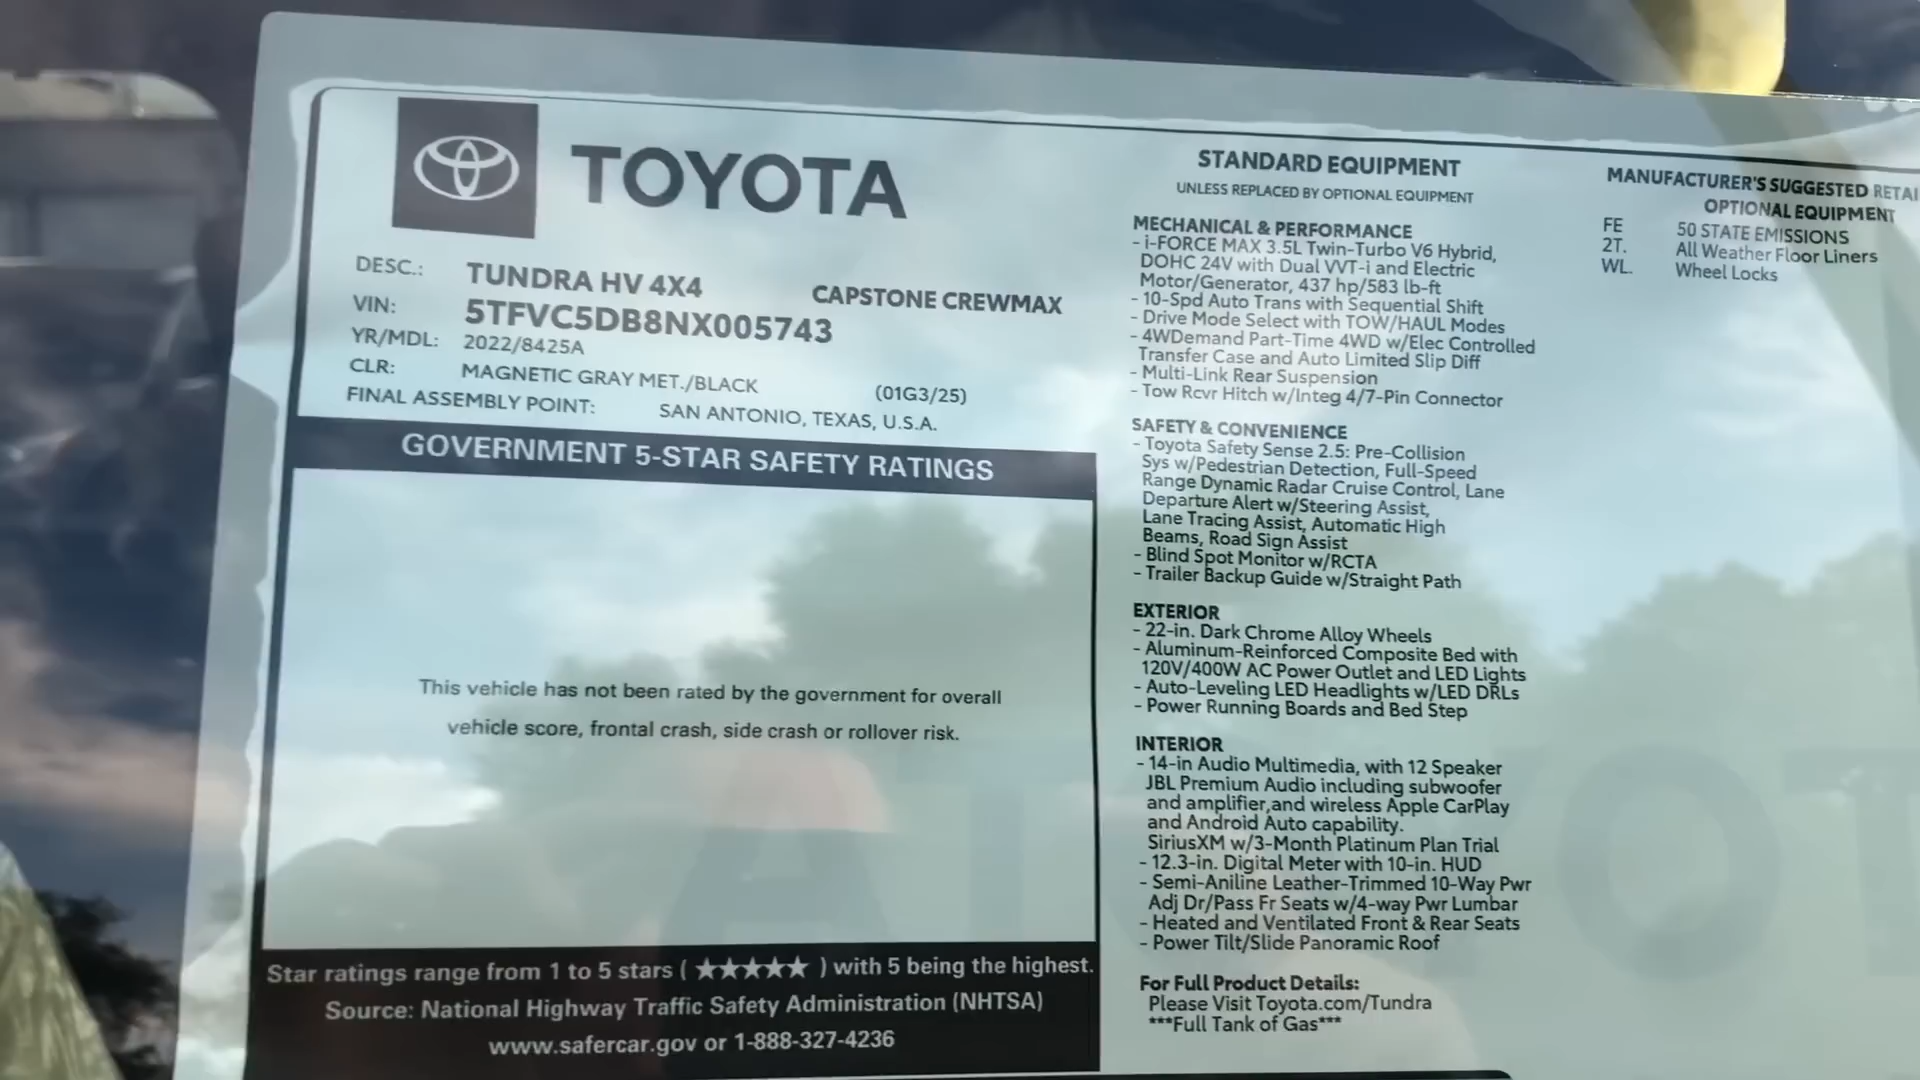 TOYOTA
DESC.: TUNDRA HV 4X4 CAPSTONE CREWMAX
VIN: 5TFVC5DB8NX005743
YR/MDL: 2022/8425A
CLR: MAGNETIC GRAY MET./BLACK (01G3/25)
FINAL ASSEMBLY POINT: SAN ANTONIO, TEXAS, U.S.A.
GOVERNMENT 5-STAR SAFETY RATINGS
This vehicle has not been rated by the government for overall
vehicle score, frontal crash, side crash or rollover risk.
Star ratings range from 1 to 5 stars (★★★★★) with 5 being the highest.
Source: National Highway Traffic Safety Administration (NHTSA)
www.safercar.gov or 1-888-327-4236
STANDARD EQUIPMENT
UNLESS REPLACED BY OPTIONAL EQUIPMENT
MECHANICAL & PERFORMANCE
- i-FORCE MAX 3.5L Twin-Turbo V6 Hybrid,
DOHC 24V with Dual VVT-i and Electric
Motor/Generator, 437 hp/583 lb-ft
- 10-Spd Auto Trans with Sequential Shift
- Drive Mode Select with TOW/HAUL Modes
- 4WDemand Part-Time 4WD w/Elec Controlled
Transfer Case and Auto Limited Slip Diff
- Multi-Link Rear Suspension
- Tow Rcvr Hitch w/Integ 4/7-Pin Connector
SAFETY & CONVENIENCE
- Toyota Safety Sense 2.5: Pre-Collision
Sys w/Pedestrian Detection, Full-Speed
Range Dynamic Radar Cruise Control, Lane
Departure Alert w/Steering Assist,
Lane Tracing Assist, Automatic High
Beams, Road Sign Assist
- Blind Spot Monitor w/RCTA
- Trailer Backup Guide w/Straight Path
EXTERIOR
- 22-in. Dark Chrome Alloy Wheels
- Aluminum-Reinforced Composite Bed with
120V/400W AC Power Outlet and LED Lights
- Auto-Leveling LED Headlights w/LED DRLs
- Power Running Boards and Bed Step
INTERIOR
- 14-in Audio Multimedia, with 12 Speaker
JBL Premium Audio including subwoofer
and amplifier,and wireless Apple CarPlay
and Android Auto capability.
SiriusXM w/3-Month Platinum Plan Trial
- 12.3-in. Digital Meter with 10-in. HUD
- Semi-Aniline Leather-Trimmed 10-Way Pwr
Adj Dr/Pass Fr Seats w/4-way Pwr Lumbar
- Heated and Ventilated Front & Rear Seats
- Power Tilt/Slide Panoramic Roof
For Full Product Details:
Please Visit Toyota.com/Tundra
***Full Tank of Gas***
MANUFACTURER'S SUGGESTED RETAI
OPTIONAL EQUIPMENT
FE 50 STATE EMISSIONS
2T. All Weather Floor Liners
WL. Wheel Locks